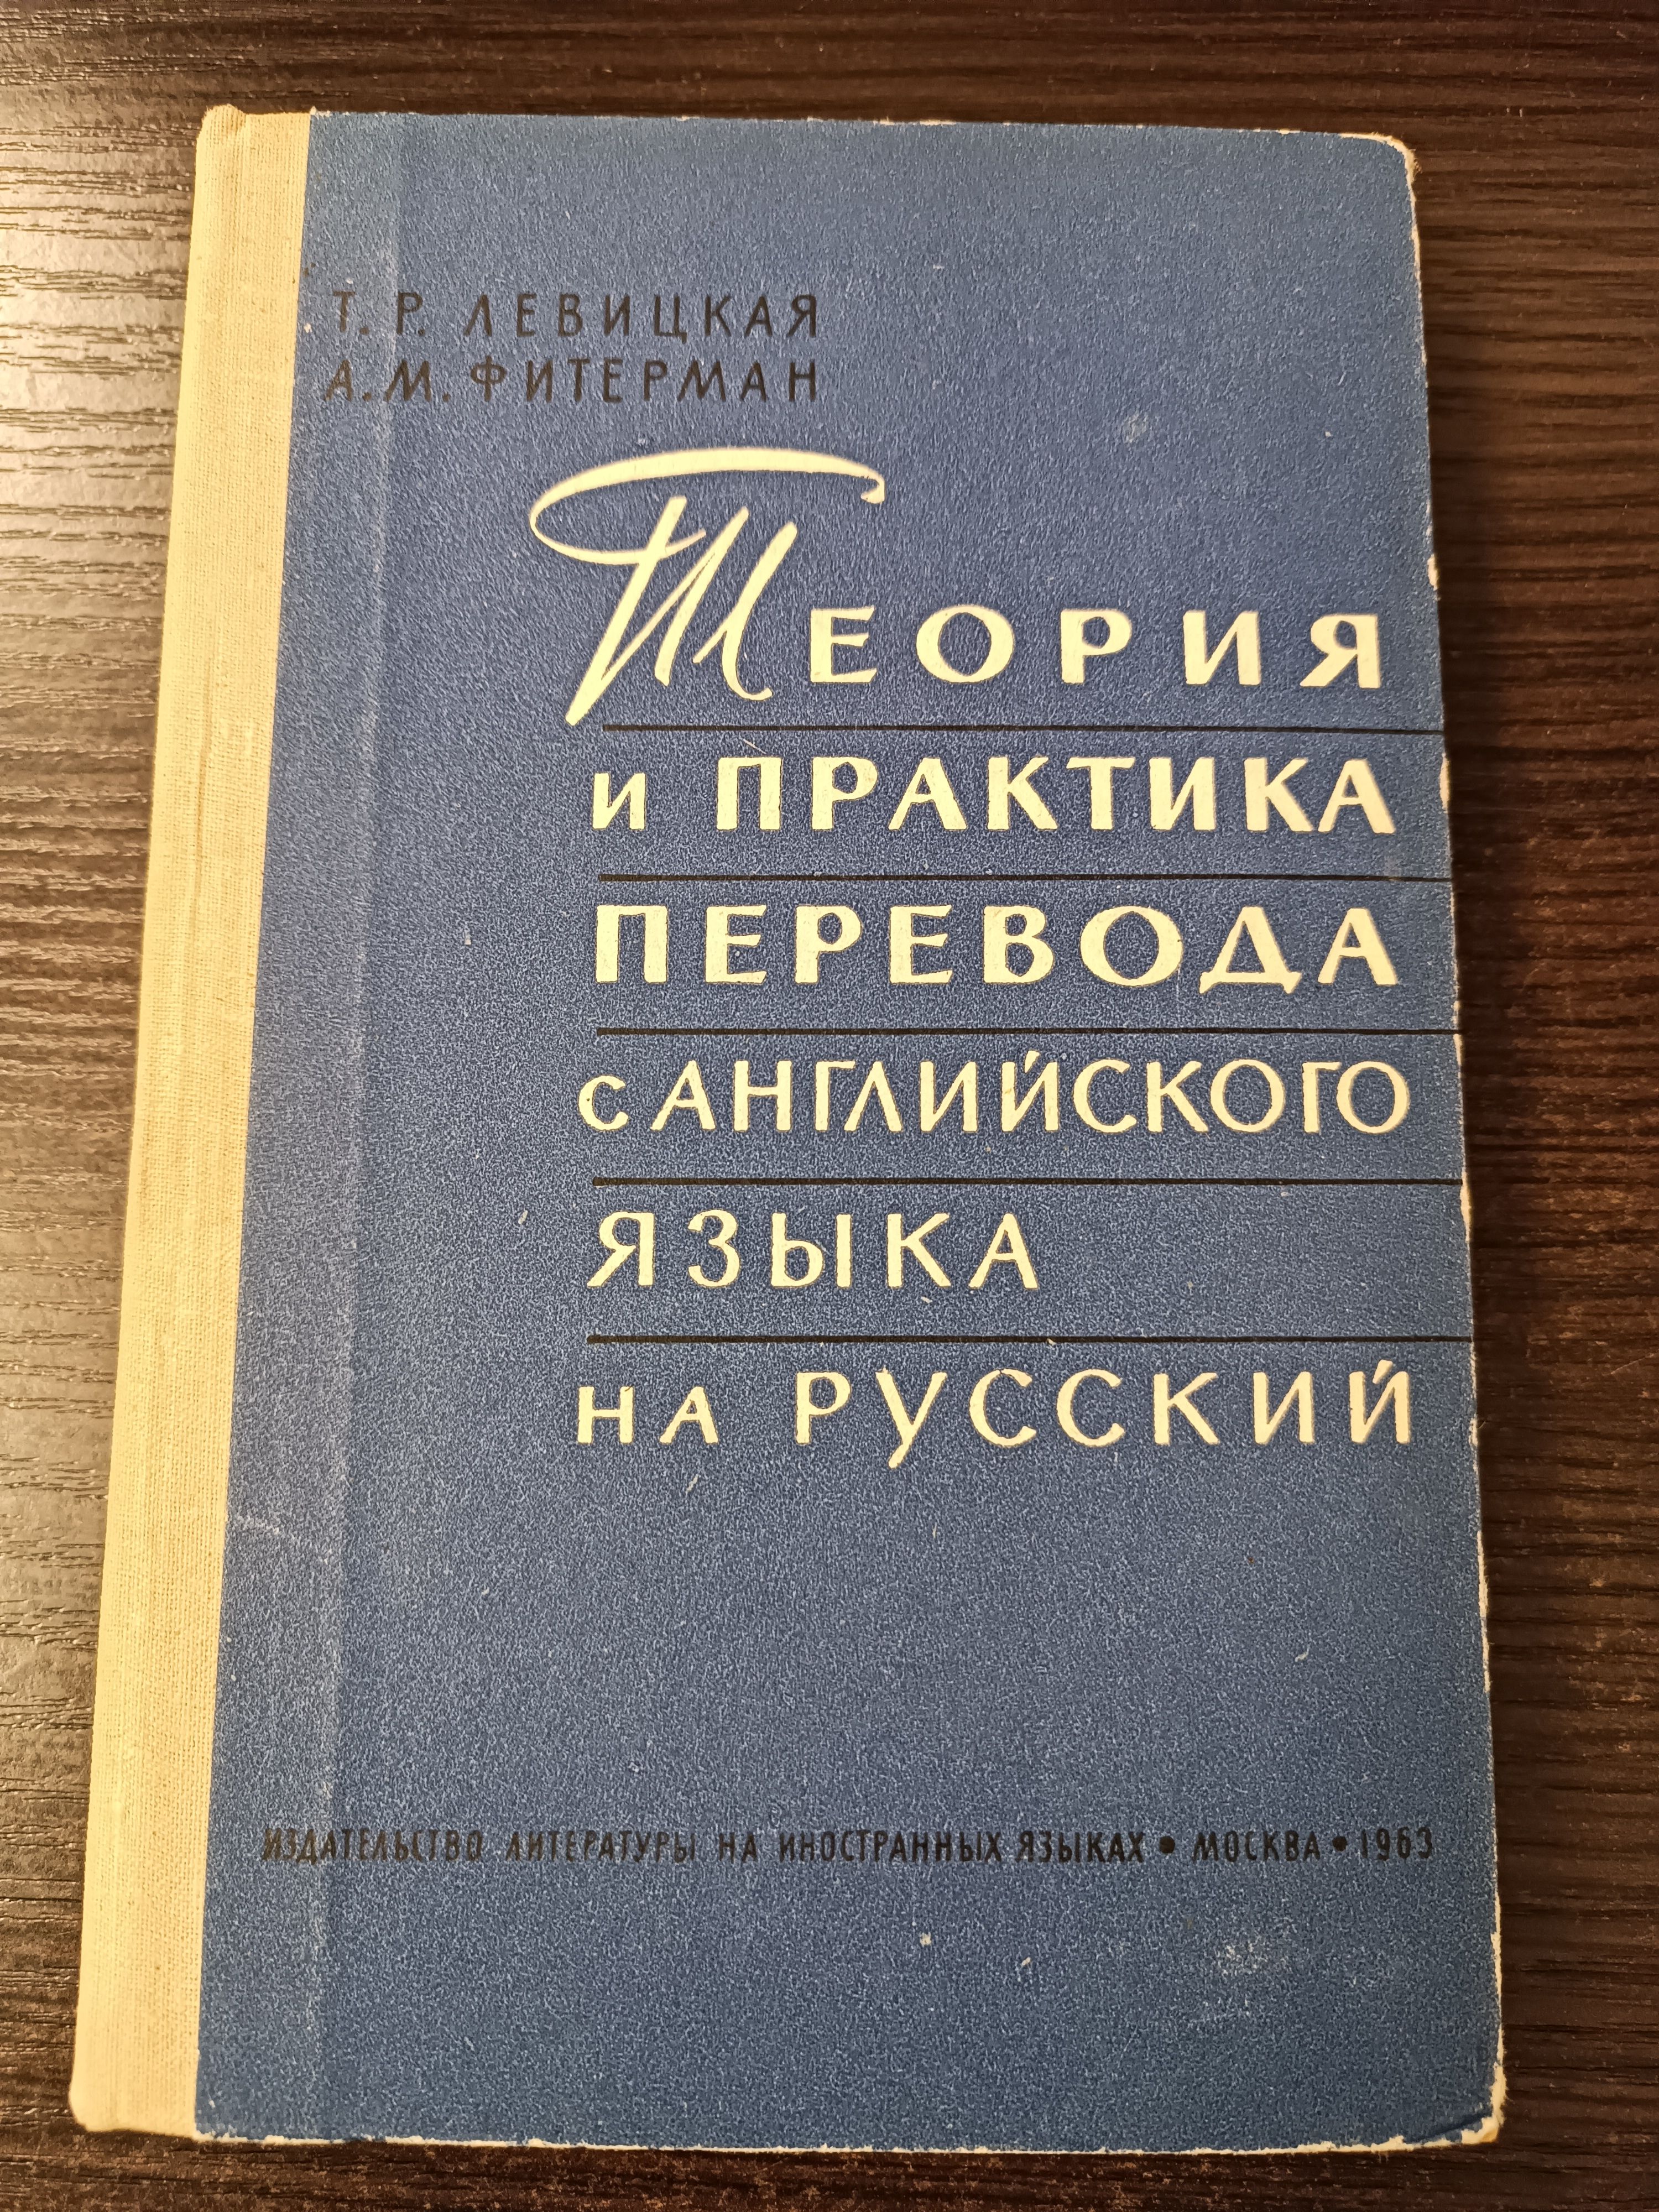 Т. Р. ЛЕВИЦКАЯ
А. М. ФИТЕРМАН
ТЕОРИЯ
И ПРАКТИКА
ПЕРЕВОДА
С АНГЛИЙСКОГО
ЯЗЫКА
НА РУССКИЙ
ИЗДАТЕЛЬСТВО ЛИТЕРАТУРЫ НА ИНОСТРАННЫХ ЯЗЫКАХ • МОСКВА • 1963